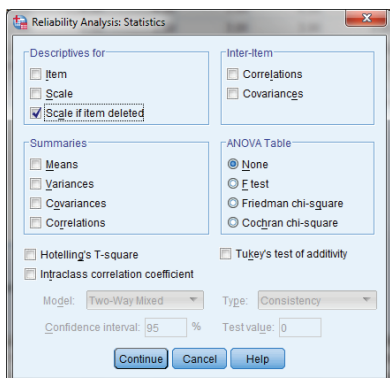 Reliability Analysis: Statistics
Descriptives for
Item
Scale
Scale if item deleted
Inter-Item
Correlations
Covariances
Summaries
Means
Variances
Covariances
Correlations
ANOVA Table
None
F test
Friedman chi-square
Cochran chi-square
Hotelling's T-square
Tukey's test of additivity
Intraclass correlation coefficient
Model: Two-Way Mixed Type: Consistency
Confidence interval: 95 % Test value: 0
Continue Cancel Help